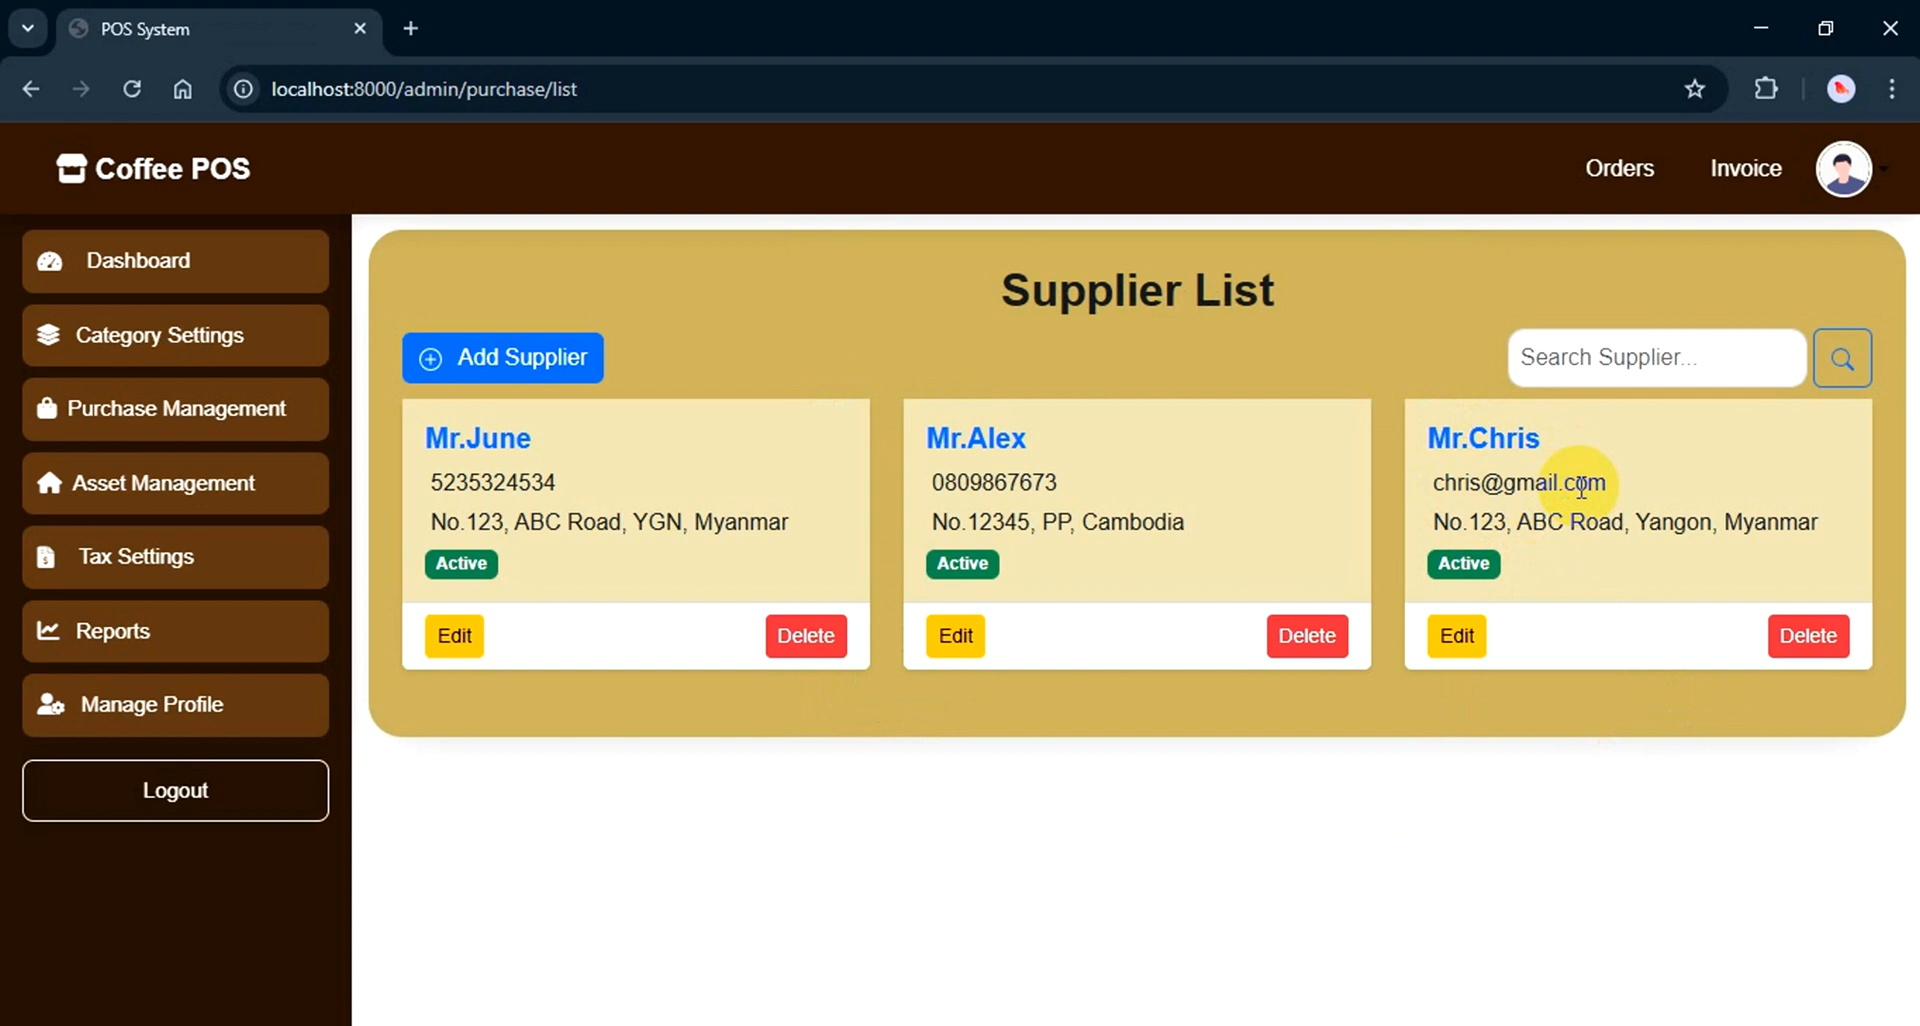 POS System
localhost:8000/admin/purchase/list
Coffee POS
Orders
Invoice
Dashboard
Category Settings
Purchase Management
Asset Management
Tax Settings
Reports
Manage Profile
Logout
Supplier List
Add Supplier
Search Supplier...
Mr.June
5235324534
No.123, ABC Road, YGN, Myanmar
Active
Edit
Delete
Mr.Alex
0809867673
No.12345, PP, Cambodia
Active
Edit
Delete
Mr.Chris
chris@gmail.com
No.123, ABC Road, Yangon, Myanmar
Active
Edit
Delete